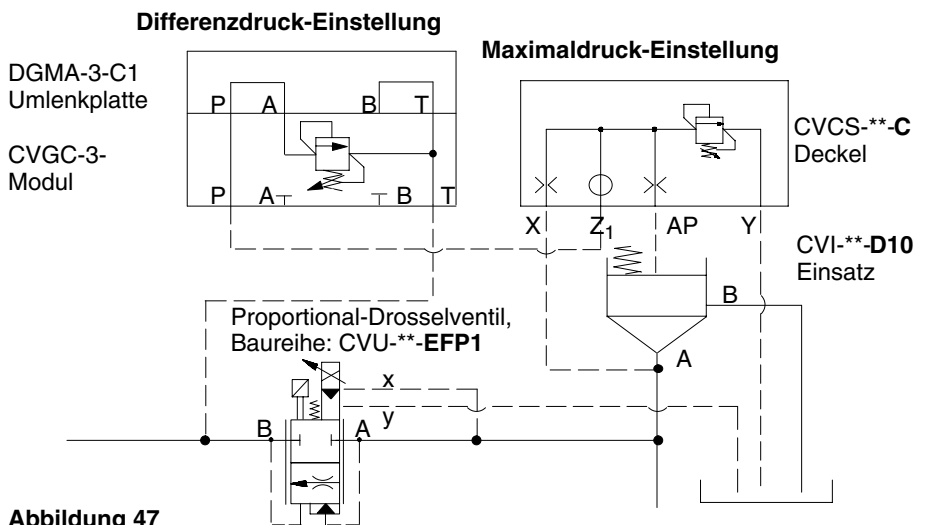 Differenzdruck-Einstellung
Maximaldruck-Einstellung
DGMA-3-C1
Umlenkplatte
P A B T
CVGC-3-
Modul
CVCS-**-C
Deckel
P A B T
X Z1 AP Y
CVI-**-D10
Einsatz
B
Proportional-Drosselventil,
Baureihe: CVU-**-EFP1
A
x
y
B A
Abbildung 47